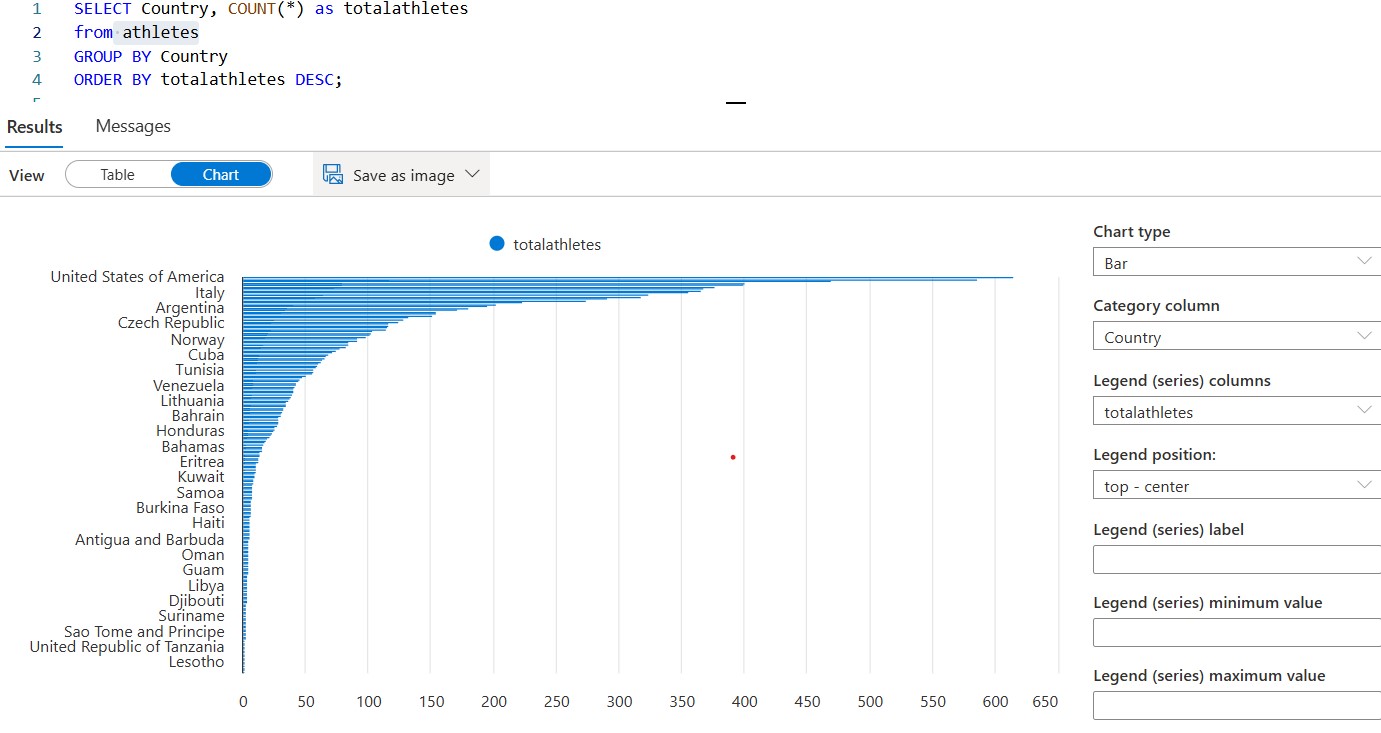 1 SELECT Country, COUNT(*) as totalathletes
2 from athletes
3 GROUP BY Country
4 ORDER BY totalathletes DESC;
Results Messages
View Table Chart Save as image
totalathletes
United States of America
Italy
Argentina
Czech Republic
Norway
Cuba
Tunisia
Venezuela
Lithuania
Bahrain
Honduras
Bahamas
Eritrea
Kuwait
Samoa
Burkina Faso
Haiti
Antigua and Barbuda
Oman
Guam
Libya
Djibouti
Suriname
Sao Tome and Principe
United Republic of Tanzania
Lesotho
0 50 100 150 200 250 300 350 400 450 500 550 600 650
Chart type
Bar
Category column
Country
Legend (series) columns
totalathletes
Legend position:
top - center
Legend (series) label
Legend (series) minimum value
Legend (series) maximum value